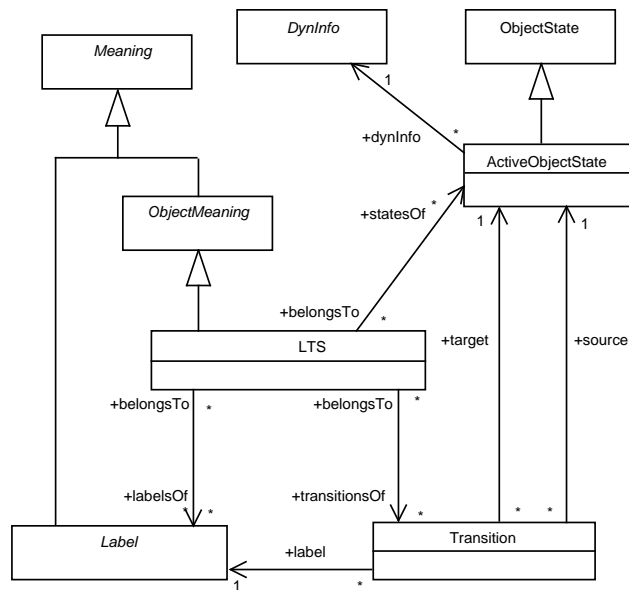 DynInfo
ObjectState
Meaning
1
+dynInfo
*
ActiveObjectState
ObjectMeaning
+statesOf
*
1
1
+belongsTo
*
LTS
+target
+source
+belongsTo
*
+belongsTo
*
+labelsOf
*
*
+transitionsOf
*
*
*
Label
Transition
+label
1
*